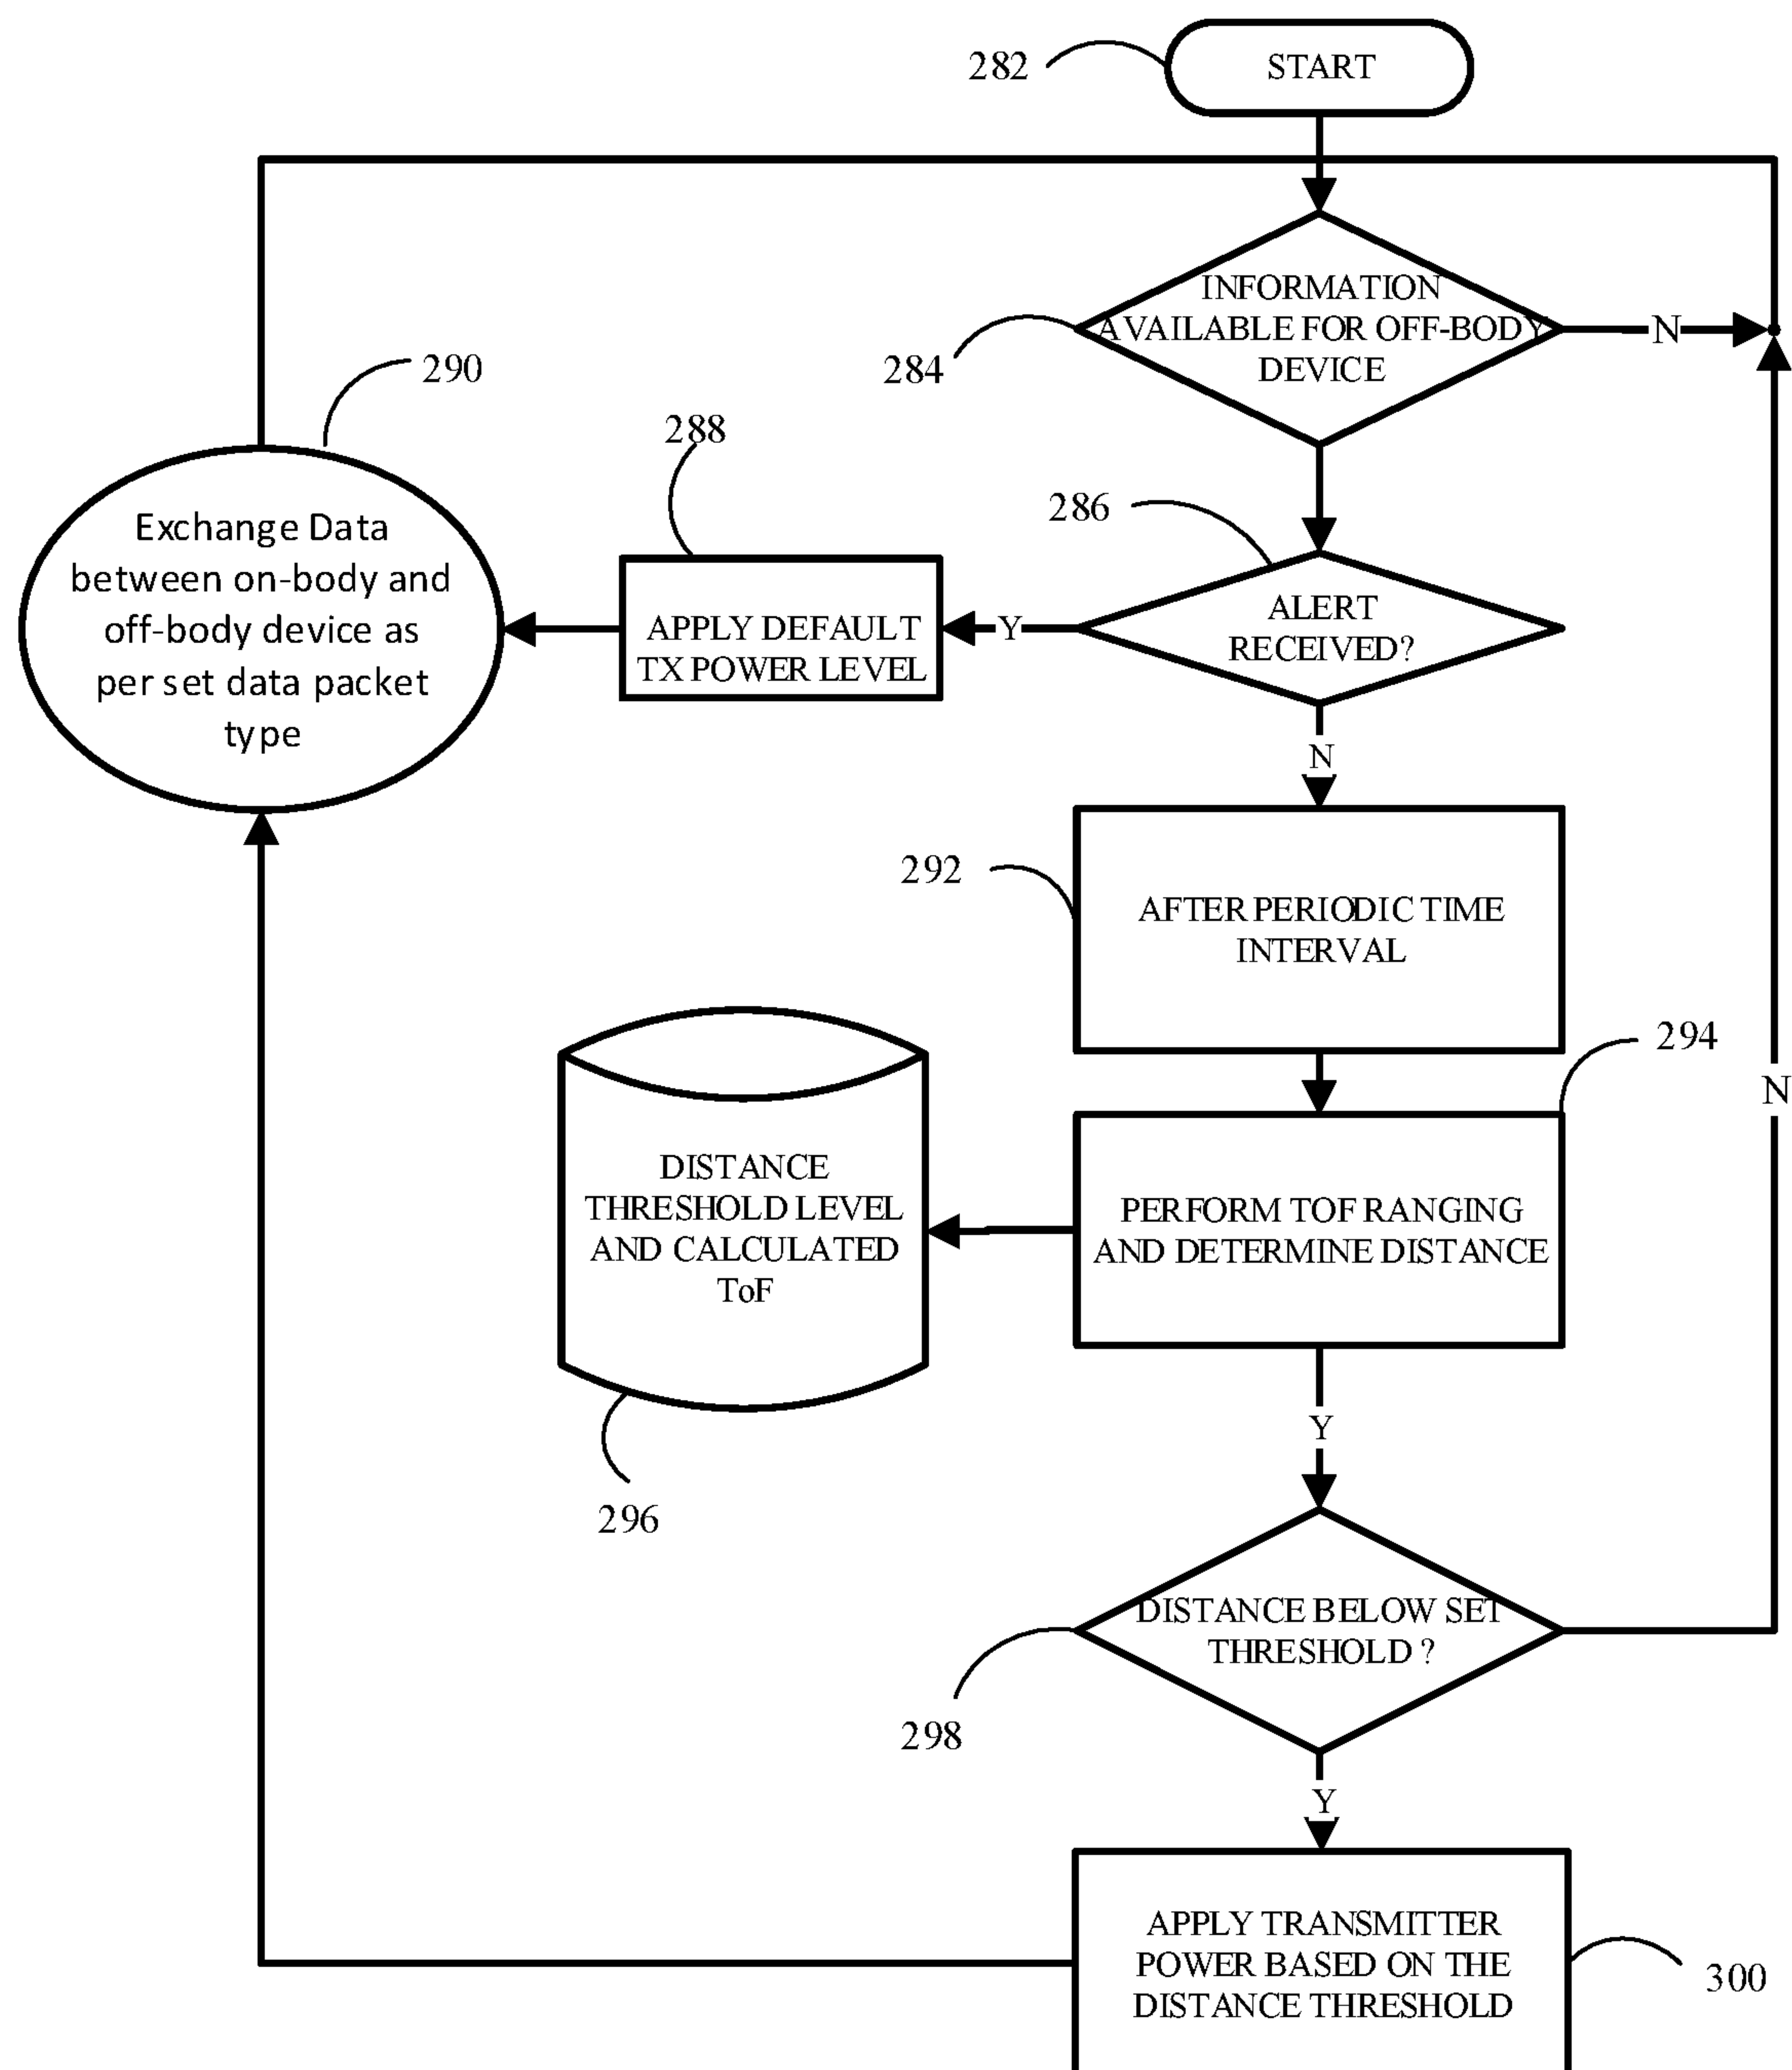 282
START
INFORMATION
AVAILABLE FOR OFF-BODY
DEVICE
N
284
290
288
286
Exchange Data
between on-body and
off-body device as
per set data packet
type
APPLY DEFAULT
TX POWER LEVEL
Y
ALERT
RECEIVED?
N
292
AFTER PERIODIC TIME
INTERVAL
294
N
DISTANCE
THRESHOLD LEVEL
AND CALCULATED
ToF
PERFORM TOF RANGING
AND DETERMINE DISTANCE
Y
296
DISTANCE BELOW SET
THRESHOLD ?
298
Y
APPLY TRANSMITTER
POWER BASED ON THE
DISTANCE THRESHOLD
300